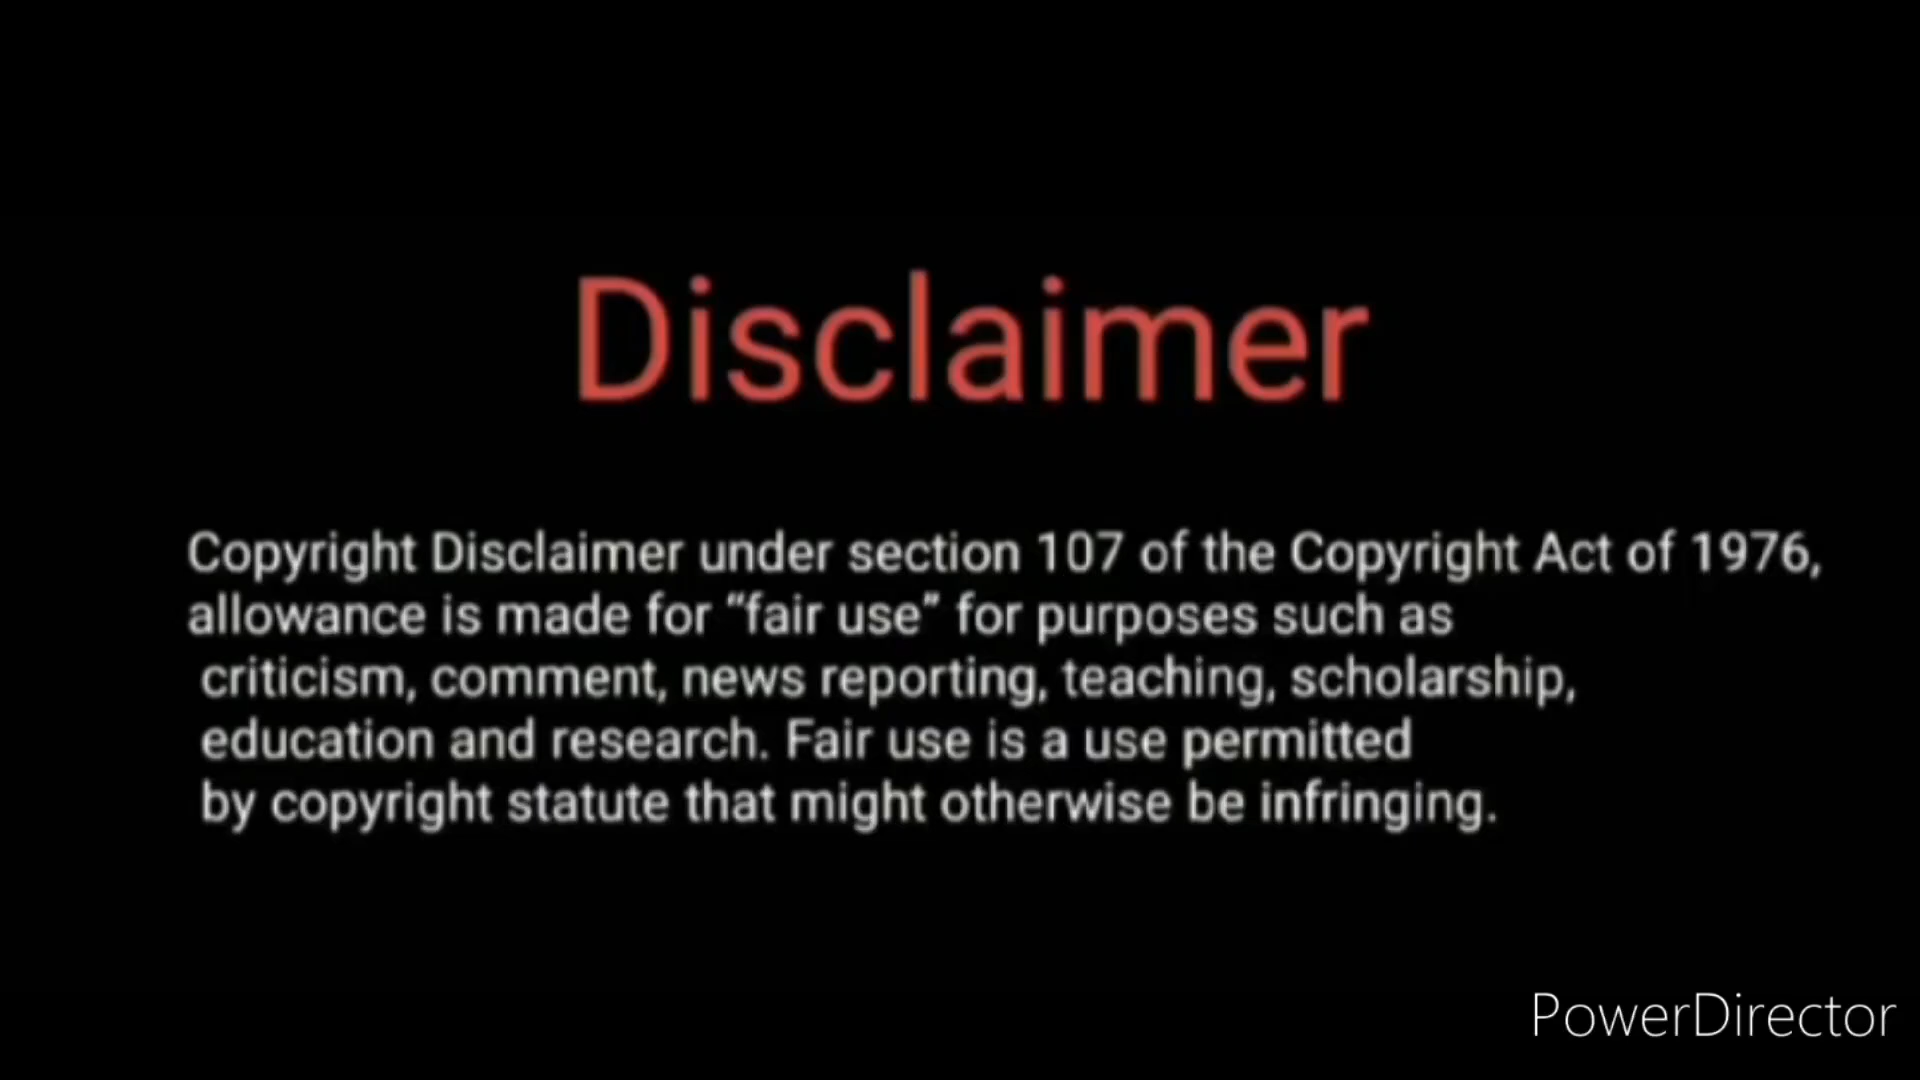 Disclaimer
Copyright Disclaimer under section 107 of the Copyright Act of 1976,
allowance is made for “fair use” for purposes such as
criticism, comment, news reporting, teaching, scholarship,
education and research. Fair use is a use permitted
by copyright statute that might otherwise be infringing.
PowerDirector